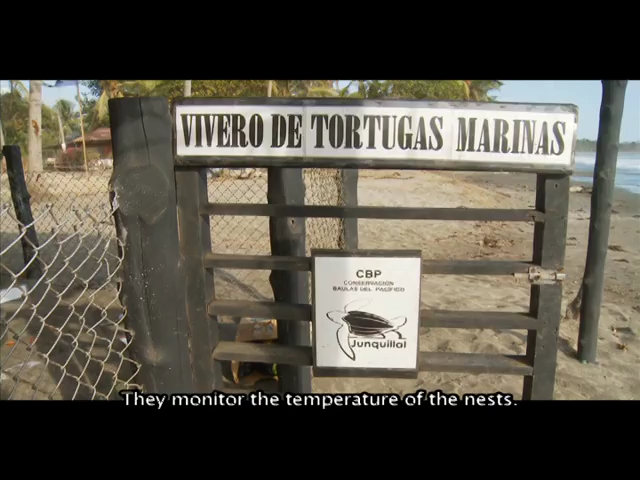 VIVERO DE TORTUGAS MARINAS
CBP
CONSERVACION
BAULAS DEL PACIFICO
Junquillal
They monitor the temperature of the nests.